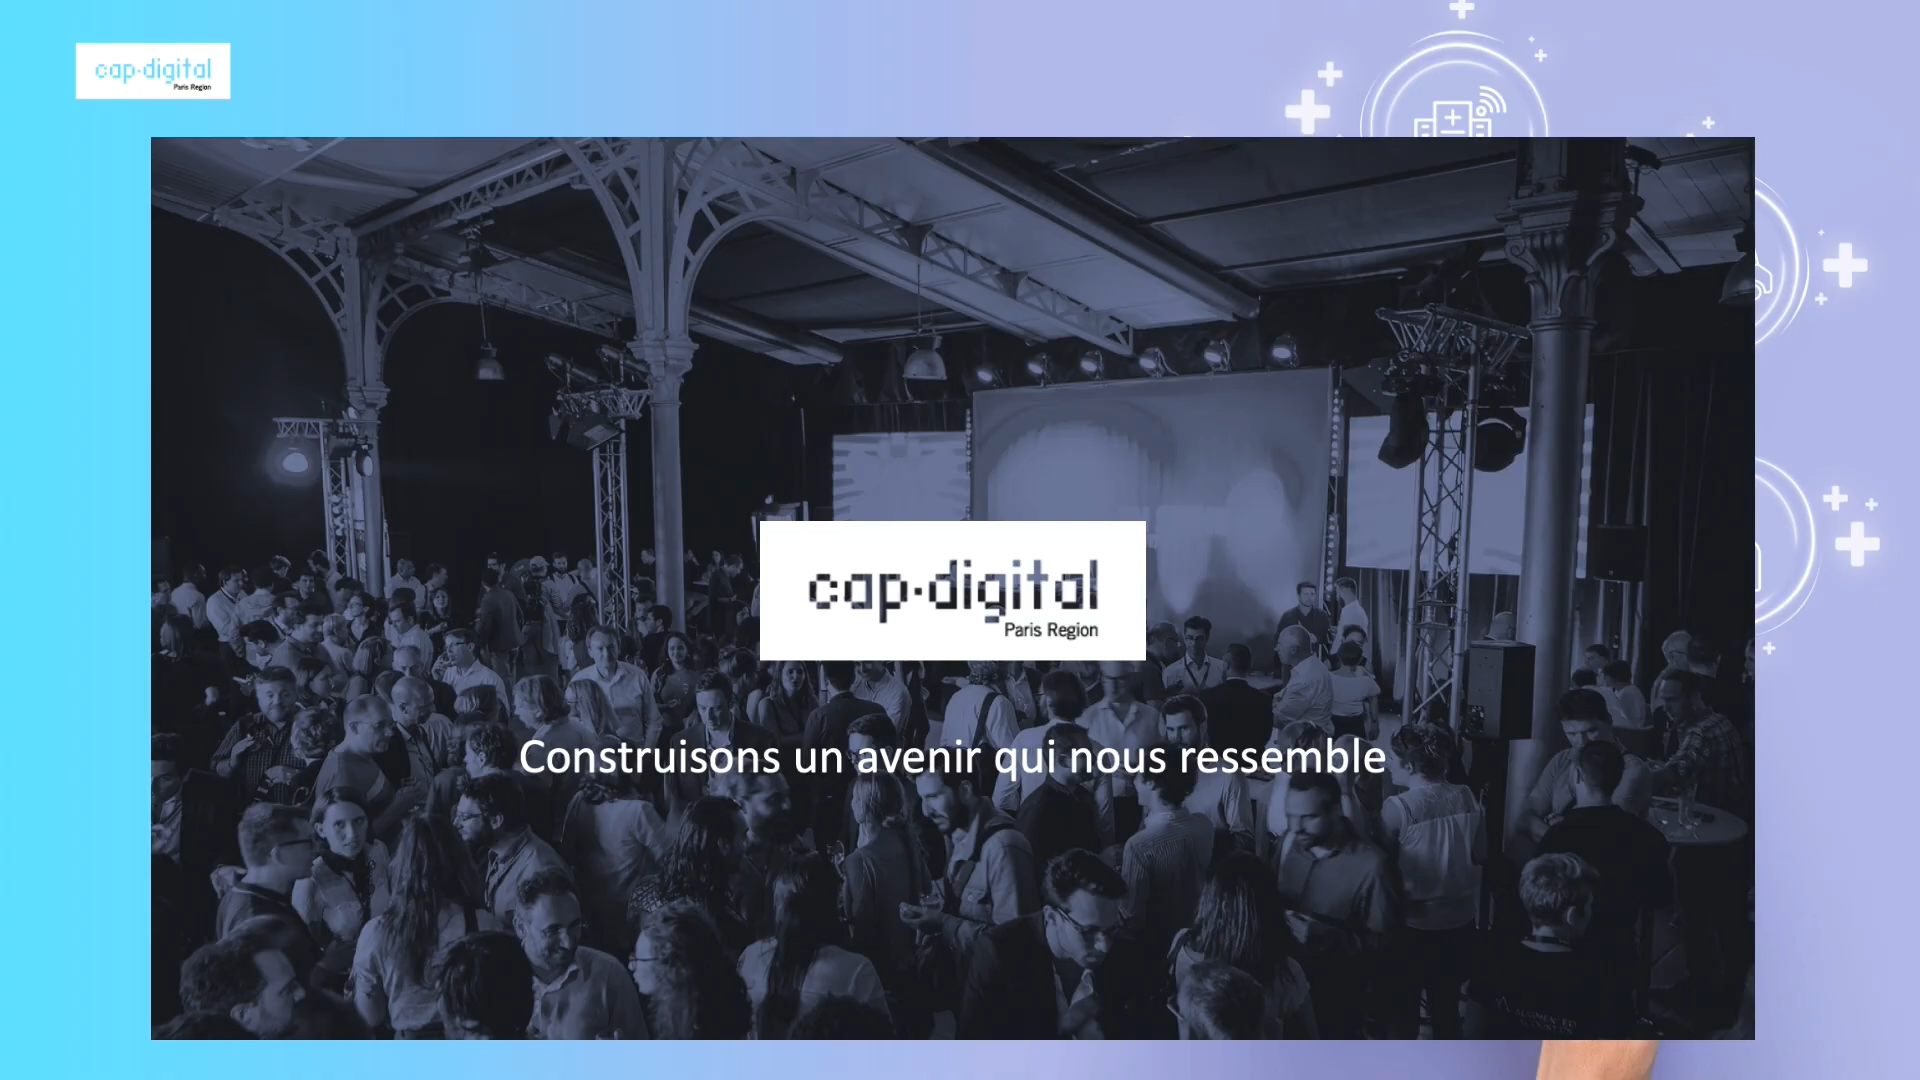 cap·digital
Paris Region
cap·digital
Paris Region
Construisons un avenir qui nous ressemble